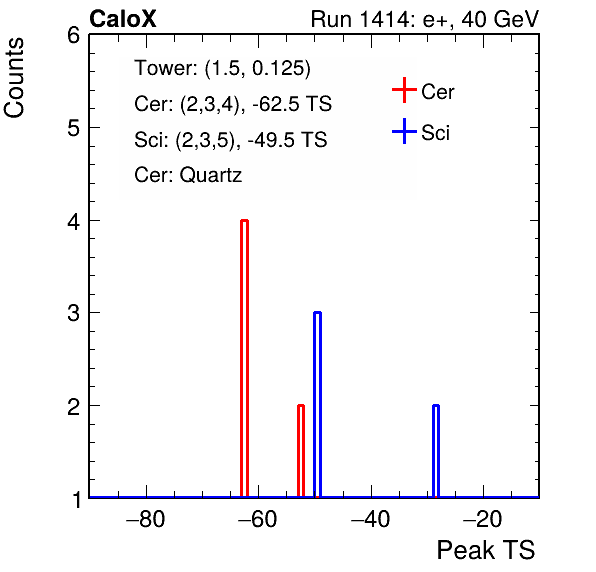 CaloX Run 1414: e+, 40 GeV
Counts
6
5
4
3
2
1
Tower: (1.5, 0.125)
Cer: (2,3,4), -62.5 TS
Sci: (2,3,5), -49.5 TS
Cer: Quartz
Cer
Sci
−80 −60 −40 −20
Peak TS